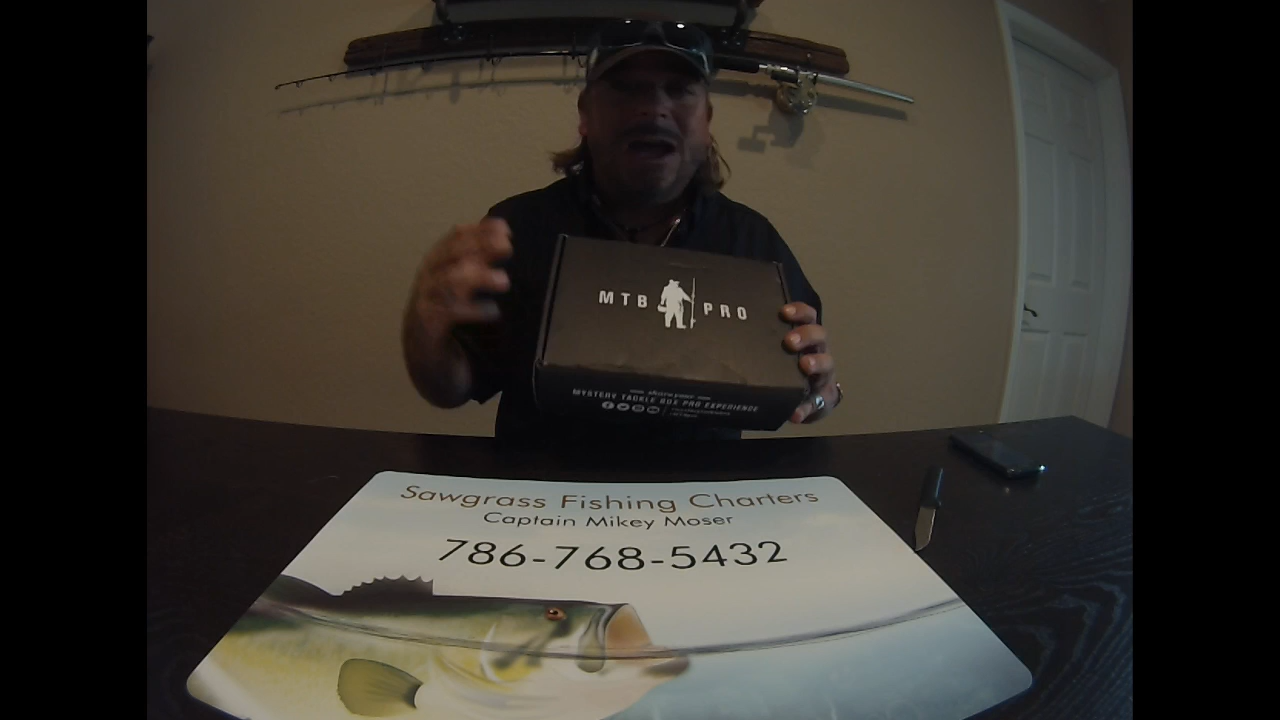 MTB PRO
MYSTERY TACKLE BOX PRO EXPERIENCE
Sawgrass Fishing Charters
Captain Mikey Moser
786-768-5432